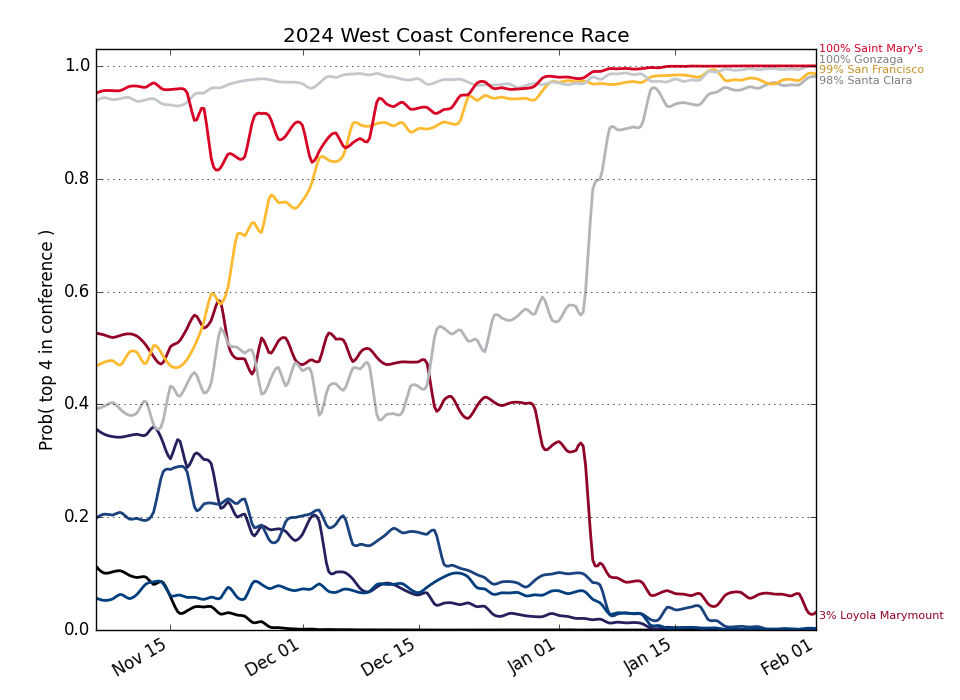 2024 West Coast Conference Race
100% Saint Mary's
100% Gonzaga
99% San Francisco
98% Santa Clara
1.0
0.8
0.6
0.4
0.2
0.0
Prob( top 4 in conference )
3% Loyola Marymount
Nov 15
Dec 01
Dec 15
Jan 01
Jan 15
Feb 01